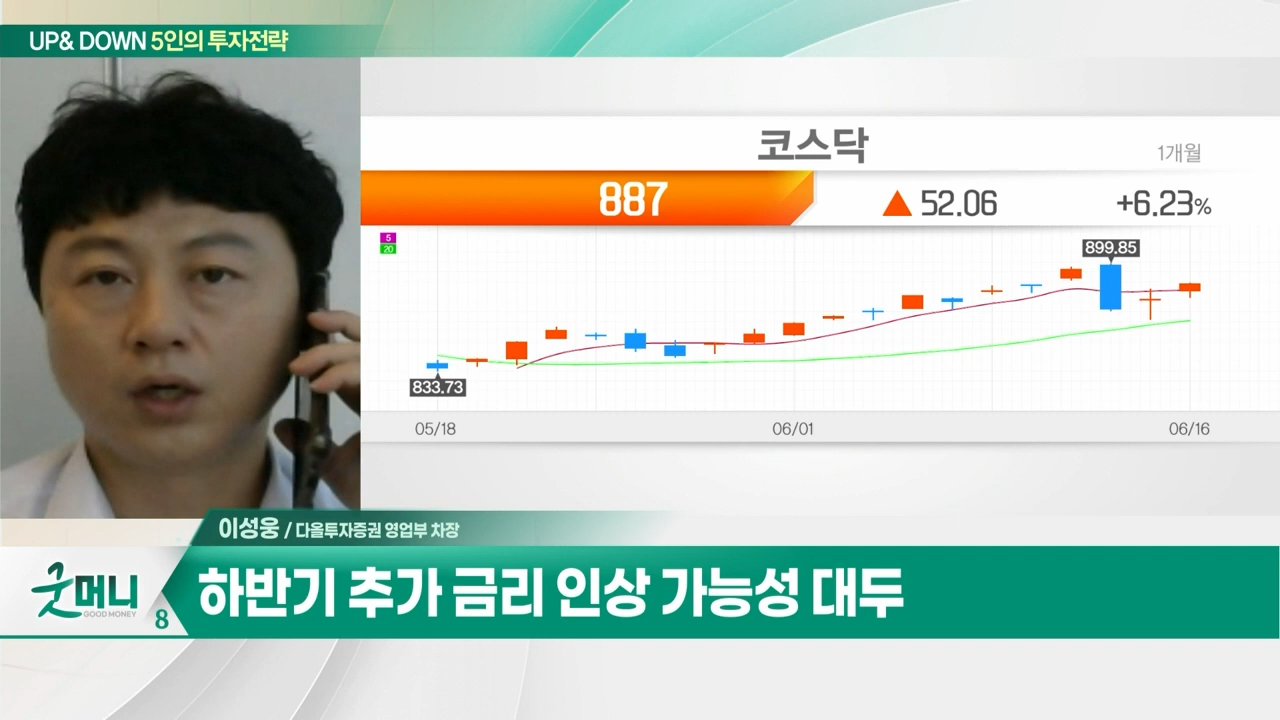 UP& DOWN 5인의 투자전략
코스닥
1개월
887 ▲ 52.06 +6.23%
5
20
899.85
833.73
05/18 06/01 06/16
이성웅 / 다올투자증권 영업부 차장
굿머니
GOOD MONEY
8
하반기 추가 금리 인상 가능성 대두